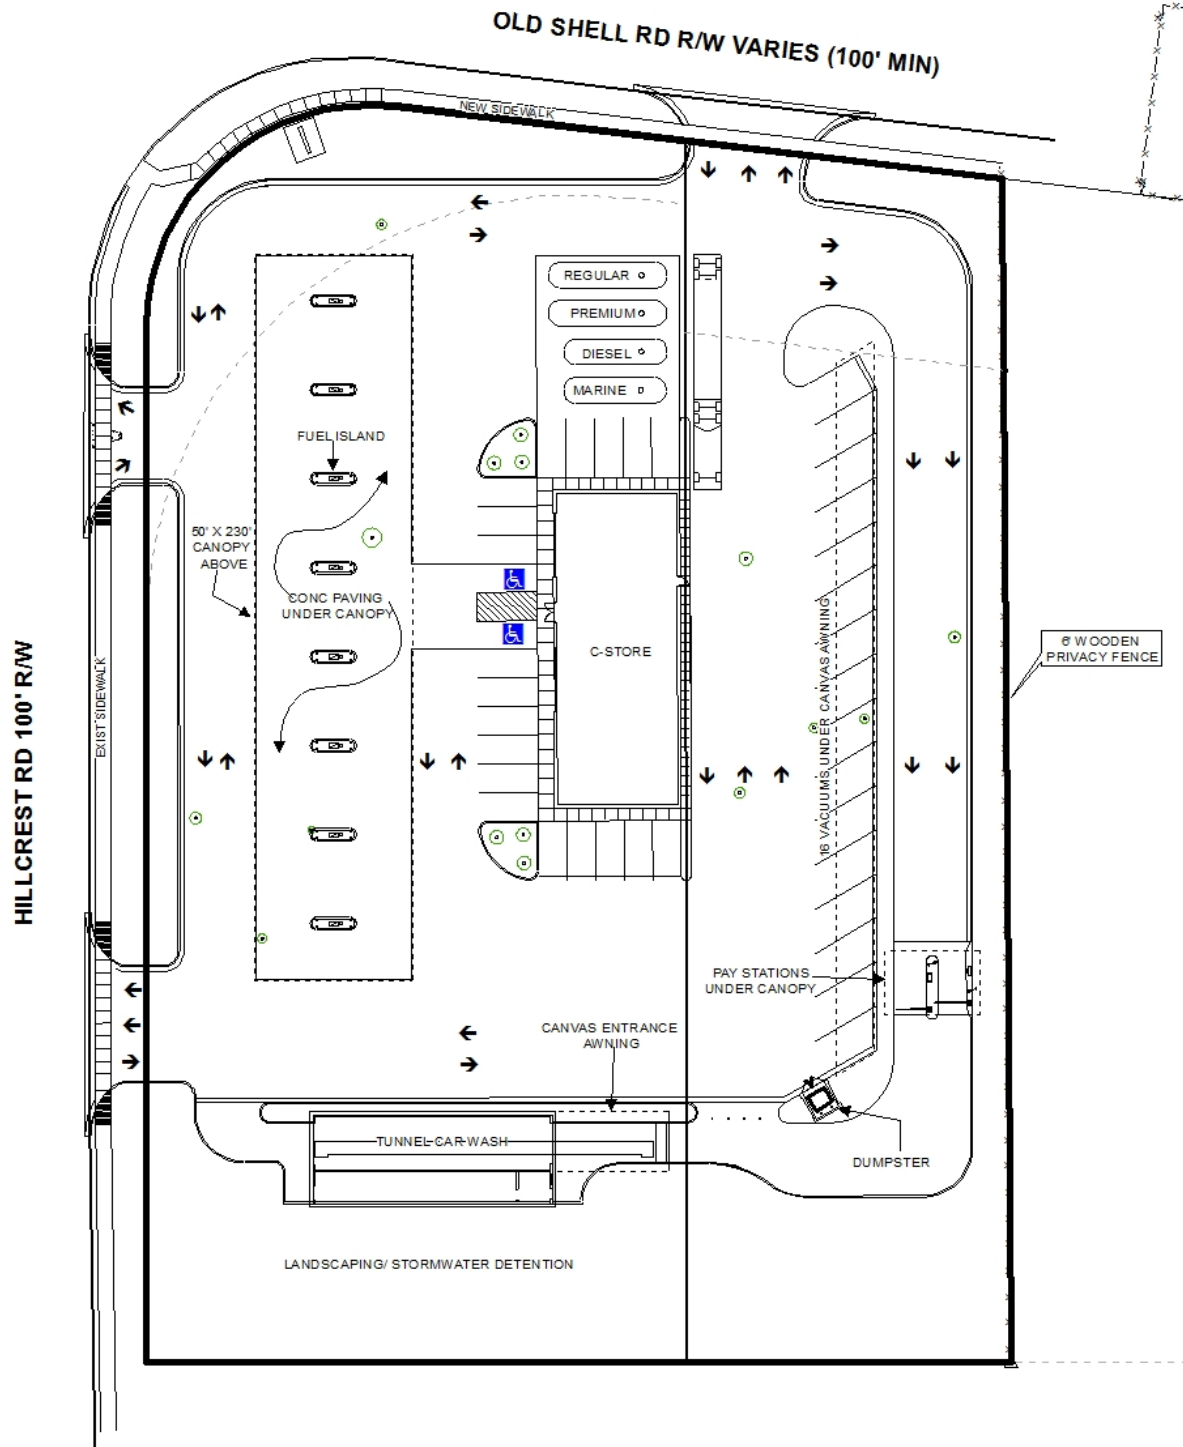 OLD SHELL RD R/W VARIES (100' MIN)
NEW SIDEWALK
REGULAR
PREMIUM
DIESEL
MARINE
FUEL ISLAND
50' X 230'
CANOPY
ABOVE
CONC PAVING
UNDER CANOPY
C-STORE
6' WOODEN
PRIVACY FENCE
HILLCREST RD 100' R/W
EXIST SIDEWALK
16 VACUUMS UNDER CANVAS AWNING
PAY STATIONS
UNDER CANOPY
CANVAS ENTRANCE
AWNING
TUNNEL CAR WASH
DUMPSTER
LANDSCAPING/ STORMWATER DETENTION